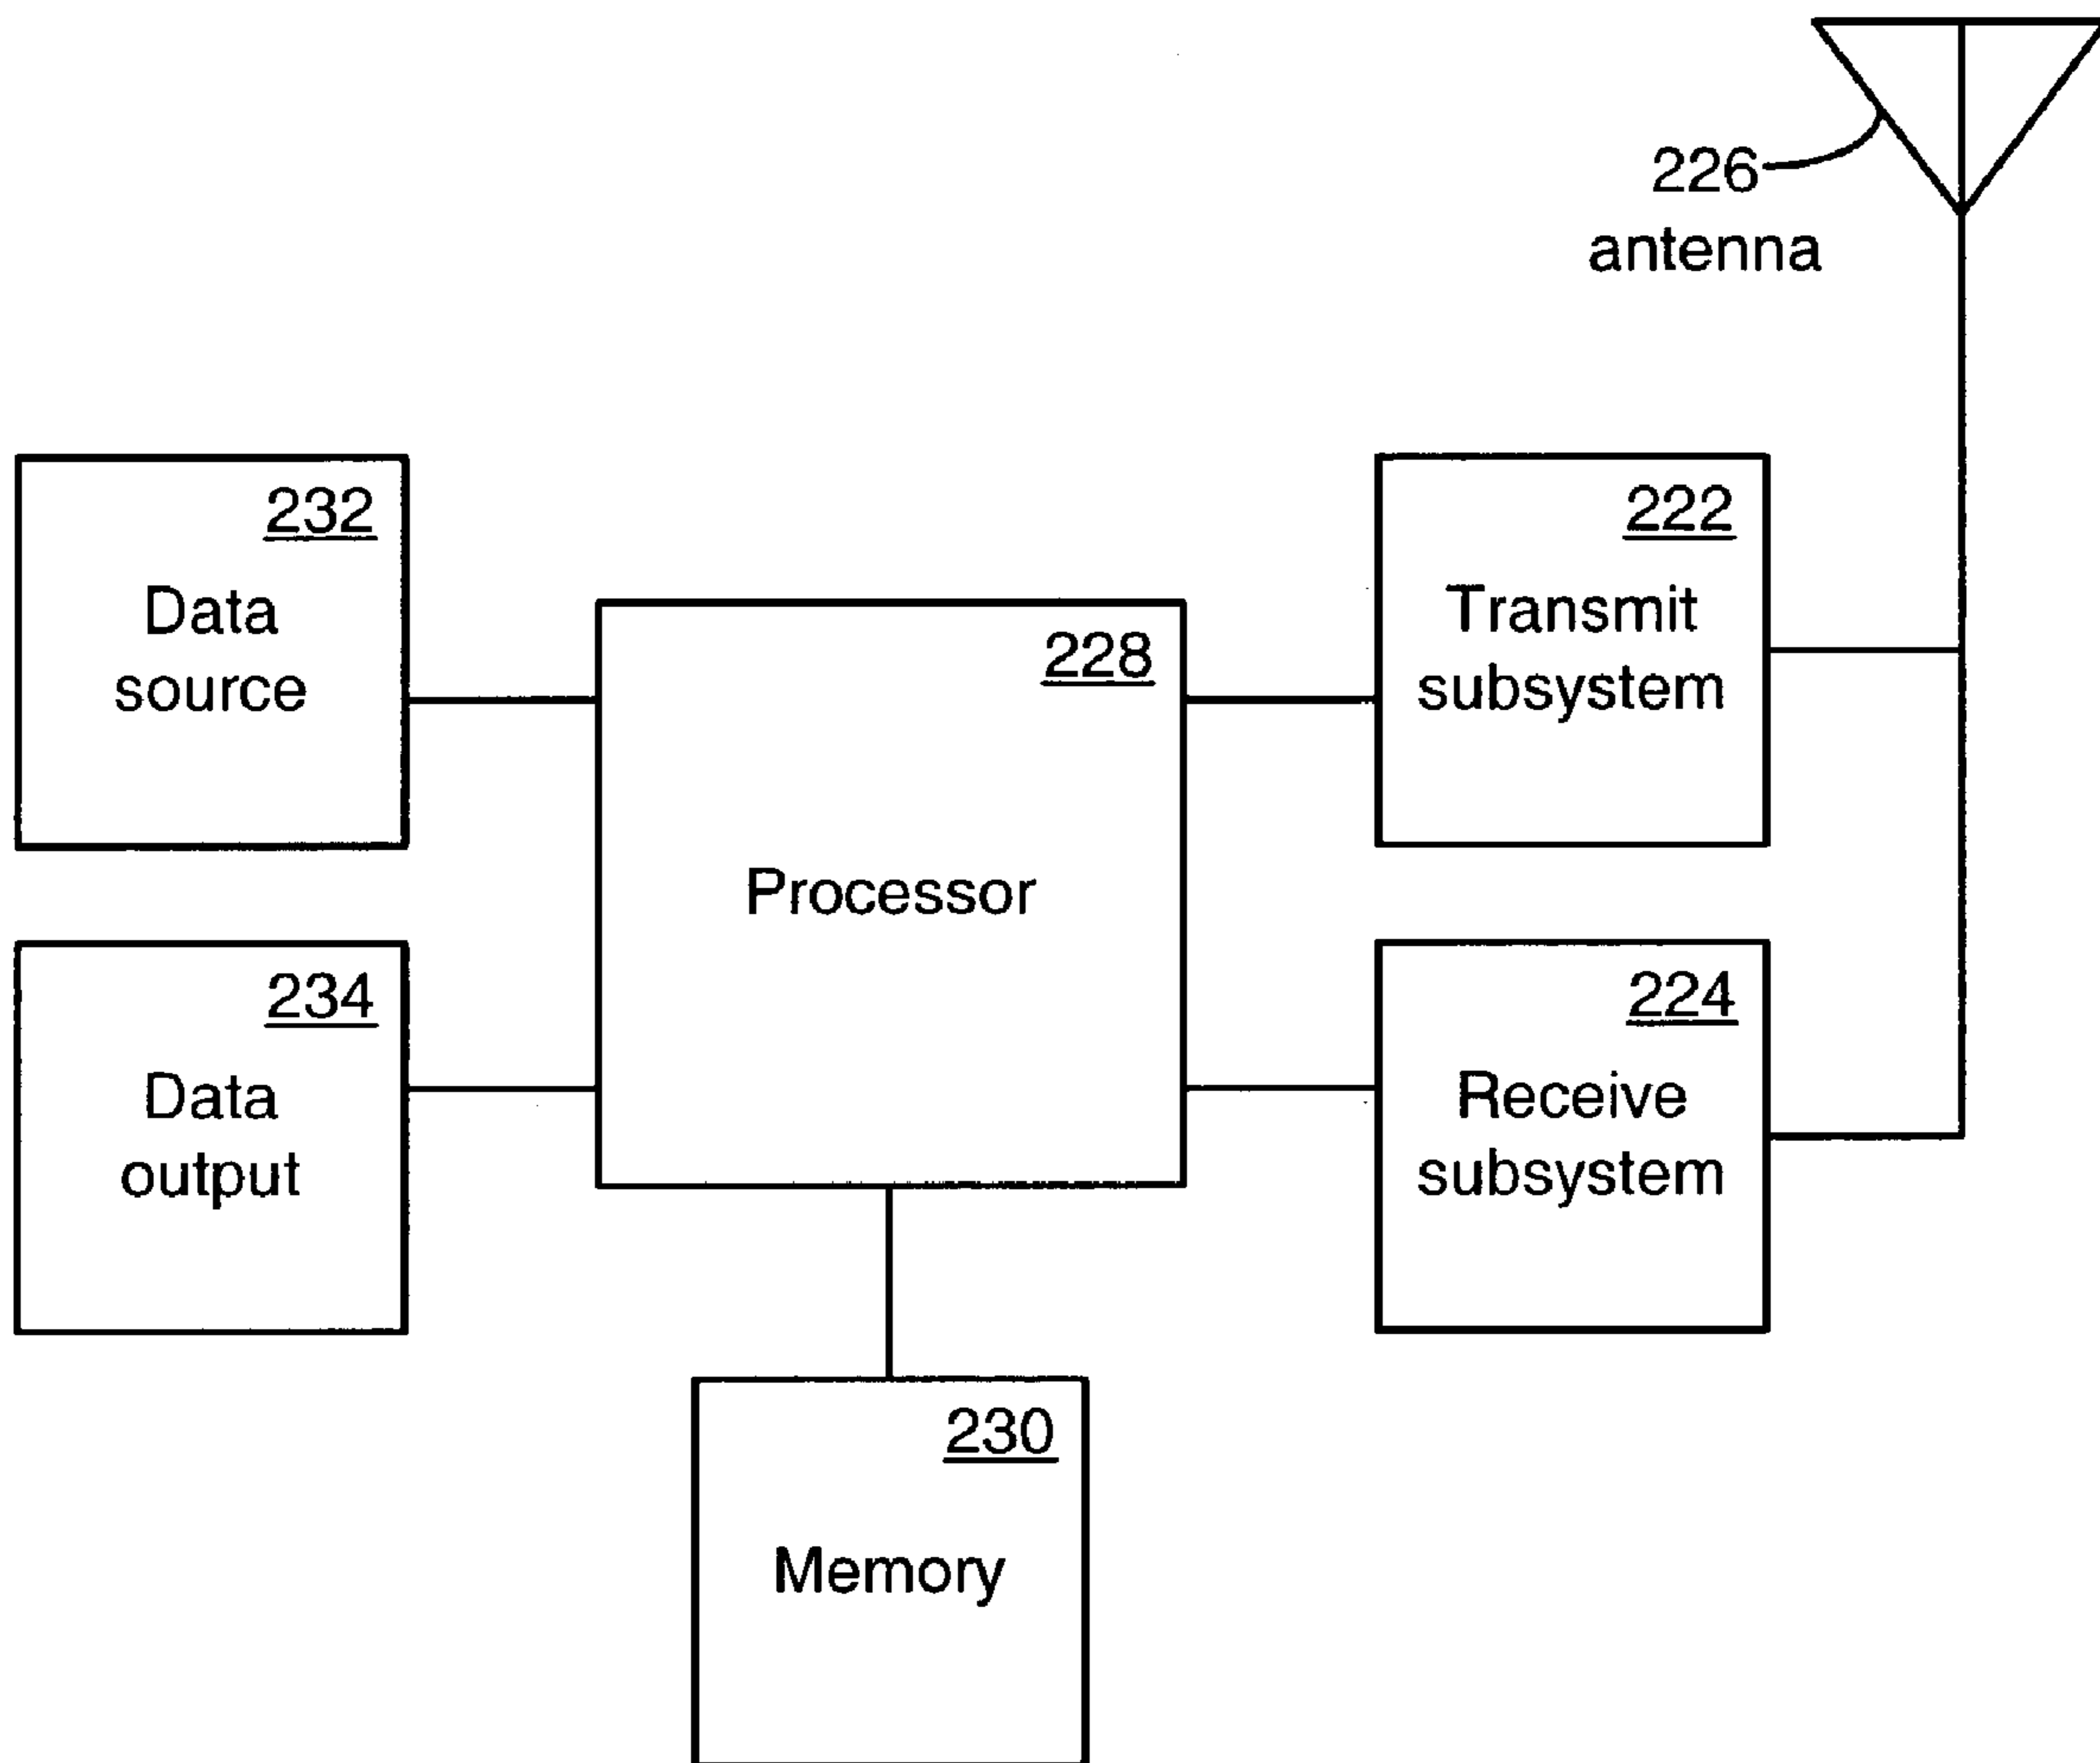 226
antenna
232
Data
source
228
Processor
222
Transmit
subsystem
234
Data
output
224
Receive
subsystem
230
Memory